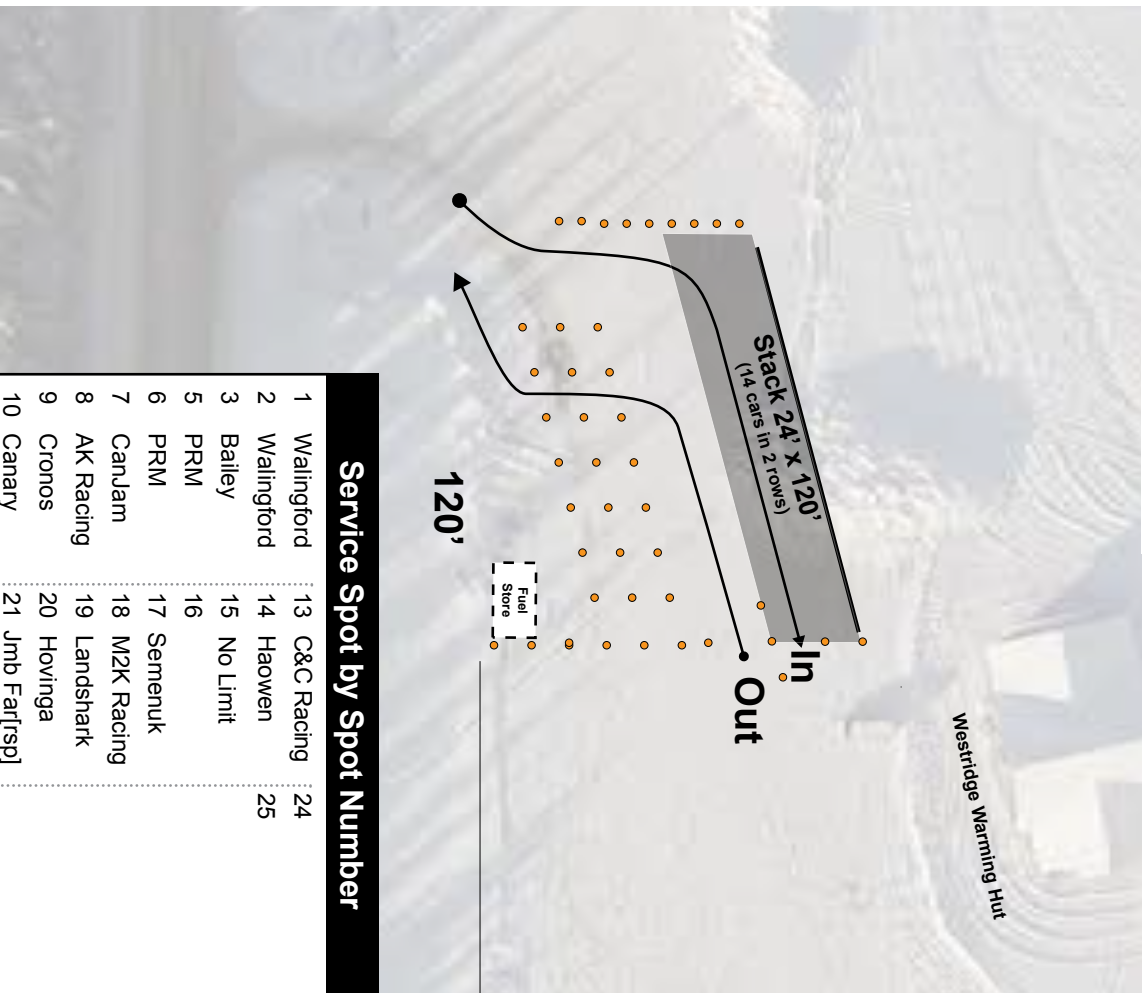 Westridge Warming Hut
Stack 24' x 120'
(14 cars in 2 rows)
In
Out
Fuel
Store
120'
Service Spot by Spot Number
1 Walingford
2 Walingford
3 Bailey
5 PRM
6 PRM
7 CanJam
8 AK Racing
9 Cronos
10 Canary
13 C&C Racing
14 Haowen
15 No Limit
16
17 Semenuk
18 M2K Racing
19 Landshark
20 Hovinga
21 Jmb Far[rsp]
24
25